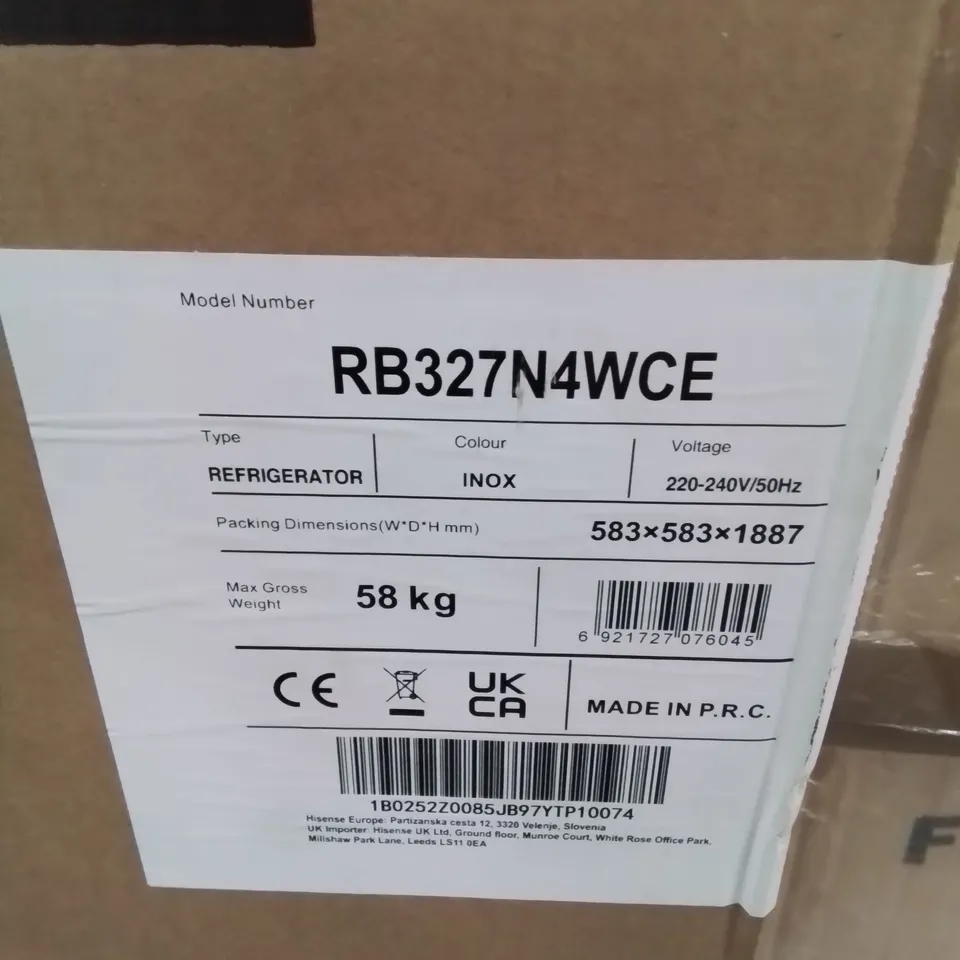 Model Number
RB327N4WCE
Type Colour Voltage
REFRIGERATOR INOX 220-240V/50Hz
Packing Dimensions(W*D*H mm) 583×583×1887
Max Gross
Weight 58 kg
6 921727 076045
CE UK
CA MADE IN P.R.C.
1B0252Z0085JB97YTP10074
Hisense Europe: Partizanska cesta 12, 3320 Velenje, Slovenia
UK Importer: Hisense UK Ltd, Ground floor, Munroe Court, White Rose Office Park,
Millshaw Park Lane, Leeds LS11 0EA
F